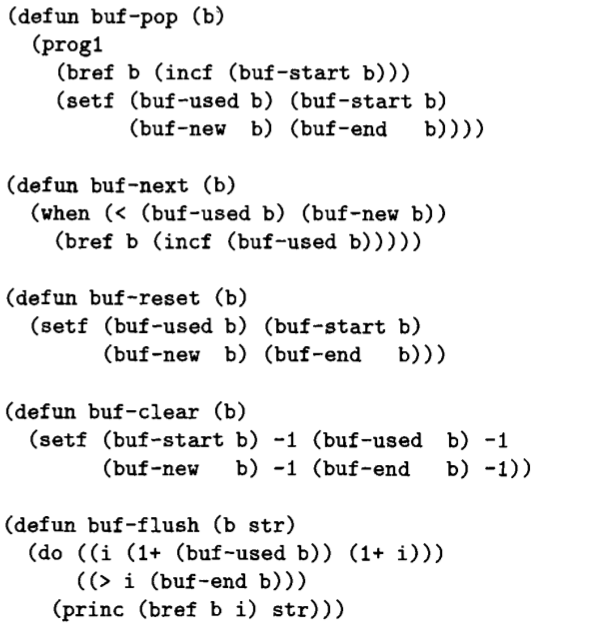 (defun buf-pop (b)
  (prog1
    (bref b (incf (buf-start b)))
    (setf (buf-used b) (buf-start b)
          (buf-new  b) (buf-end   b))))

(defun buf-next (b)
  (when (< (buf-used b) (buf-new b))
    (bref b (incf (buf-used b)))))

(defun buf-reset (b)
  (setf (buf-used b) (buf-start b)
        (buf-new  b) (buf-end   b)))

(defun buf-clear (b)
  (setf (buf-start b) -1 (buf-used  b) -1
        (buf-new   b) -1 (buf-end   b) -1))

(defun buf-flush (b str)
  (do ((i (1+ (buf-used b)) (1+ i)))
      ((> i (buf-end b)))
    (princ (bref b i) str)))